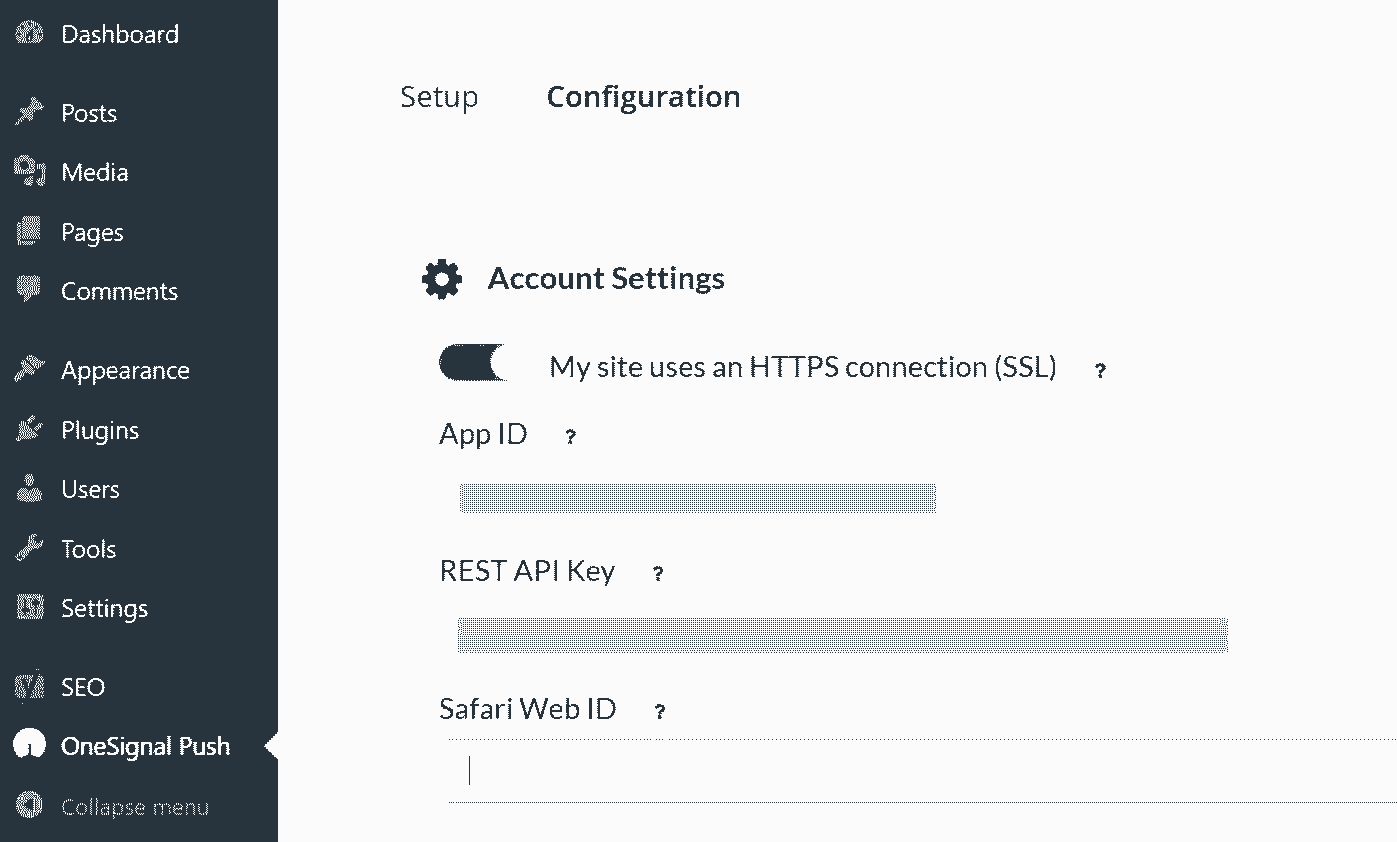 Dashboard
Posts
Media
Pages
Comments
Appearance
Plugins
Users
Tools
Settings
SEO
OneSignal Push
Collapse menu
Setup Configuration
Account Settings
My site uses an HTTPS connection (SSL) ?
App ID ?
REST API Key ?
Safari Web ID ?